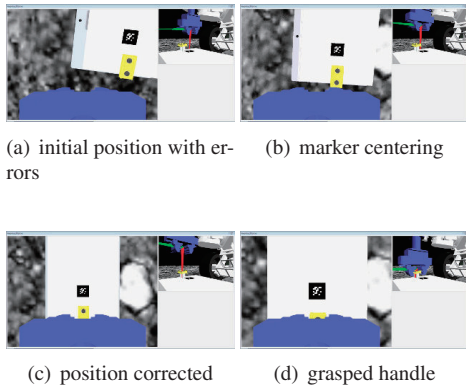 (a) initial position with er-
rors
(b) marker centering
(c) position corrected
(d) grasped handle